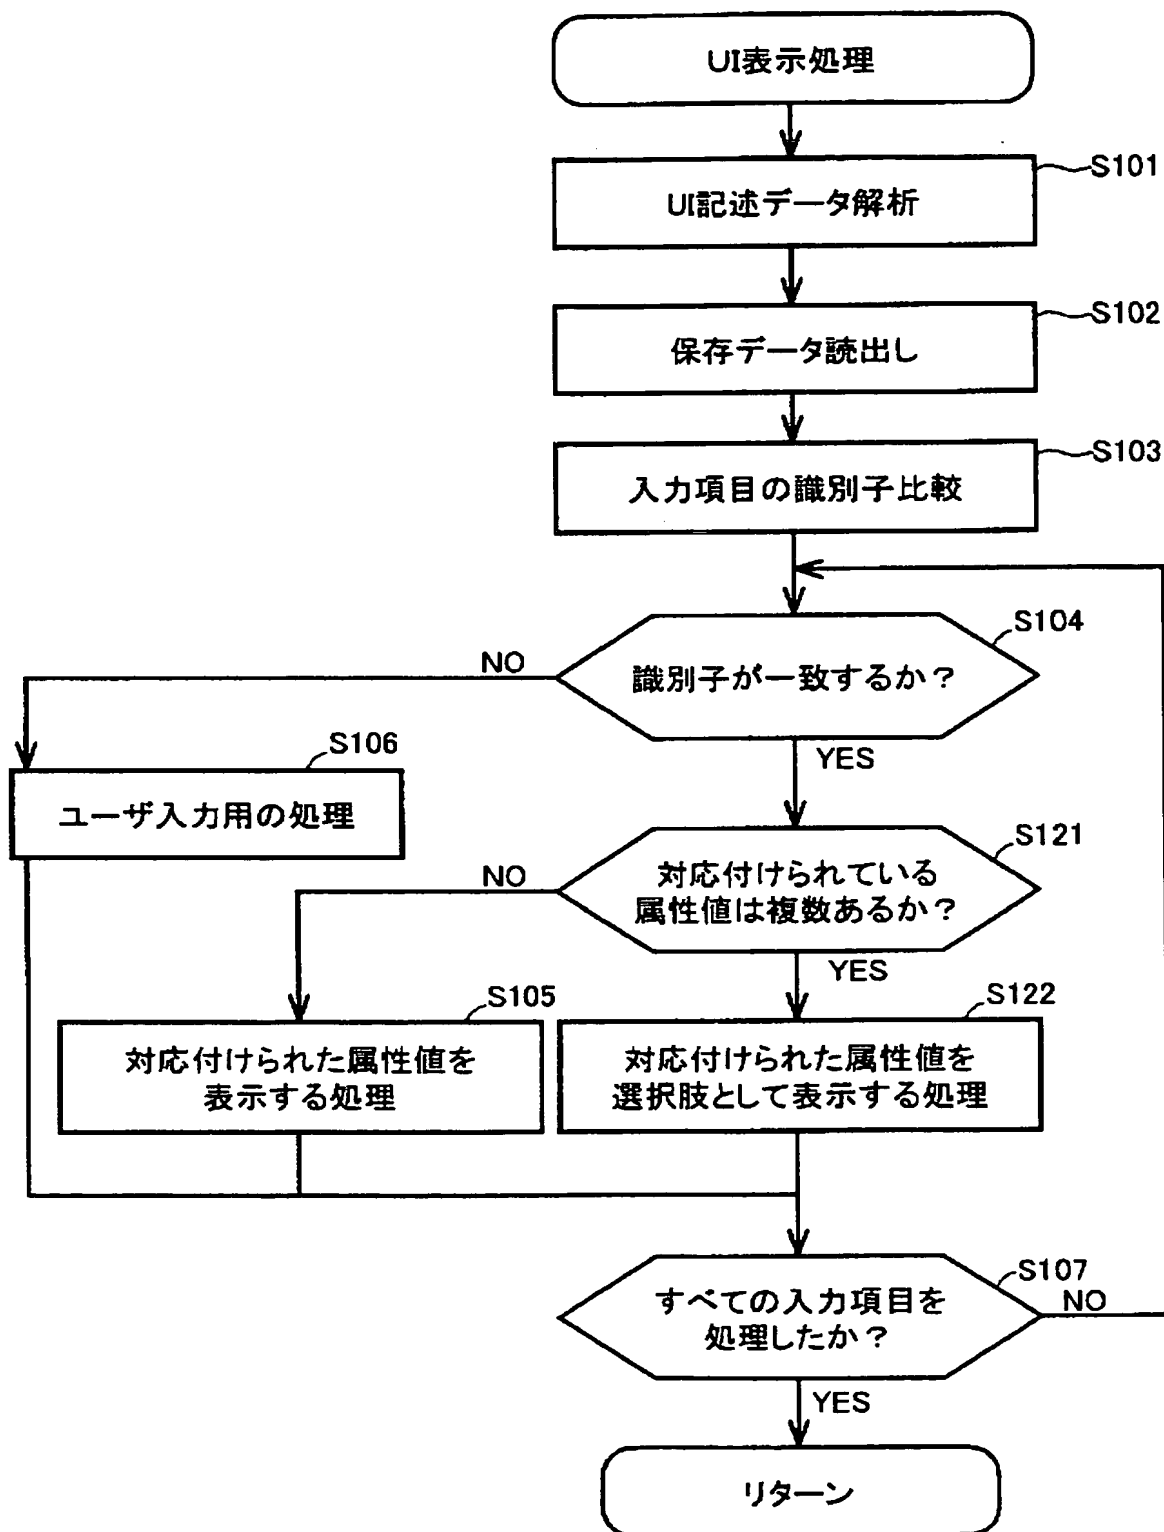 UI表示処理
S101
UI記述データ解析
S102
保存データ読出し
S103
入力項目の識別子比較
S104
識別子が一致するか？
NO
YES
S106
ユーザ入力用の処理
S121
対応付けられている
属性値は複数あるか？
NO
YES
S105
対応付けられた属性値を
表示する処理
S122
対応付けられた属性値を
選択肢として表示する処理
S107
すべての入力項目を
処理したか？
NO
YES
リターン